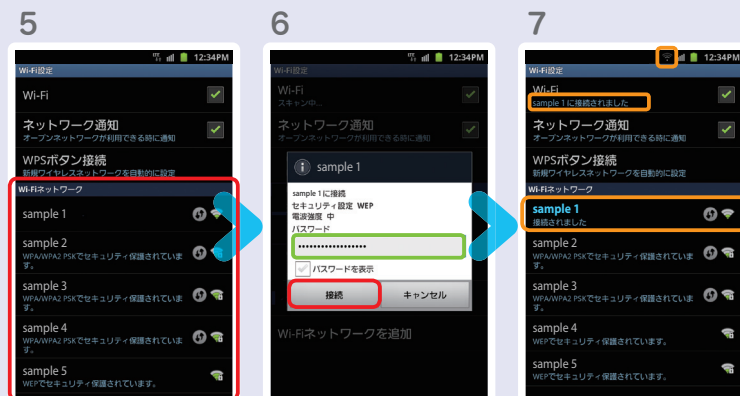 5
12:34PM
Wi-Fi設定
Wi-Fi
ネットワーク通知
オープンネットワークが利用できる時に通知
WPSボタン接続
新規ワイヤレスネットワークを自動的に設定
Wi-Fiネットワーク
sample 1
sample 2
WPA/WPA2 PSKでセキュリティ保護されていま
す。
sample 3
WPA/WPA2 PSKでセキュリティ保護されていま
す。
sample 4
WPA/WPA2 PSKでセキュリティ保護されていま
す。
sample 5
WEPでセキュリティ保護されています。
6
12:34PM
Wi-Fi設定
Wi-Fi
スキャン中...
ネットワーク通知
オープンネットワークが利用できる時に通知
sample 1
sample 1に接続
セキュリティ設定 WEP
電波強度 中
パスワード
••••••••••••••••••
パスワードを表示
接続
キャンセル
Wi-Fiネットワークを追加
7
12:34PM
Wi-Fi設定
Wi-Fi
sample 1に接続されました
ネットワーク通知
オープンネットワークが利用できる時に通知
WPSボタン接続
新規ワイヤレスネットワークを自動的に設定
Wi-Fiネットワーク
sample 1
接続されました
sample 2
WPA/WPA2 PSKでセキュリティ保護されていま
す。
sample 3
WPA/WPA2 PSKでセキュリティ保護されていま
す。
sample 4
WEPでセキュリティ保護されています。
sample 5
WEPでセキュリティ保護されています。